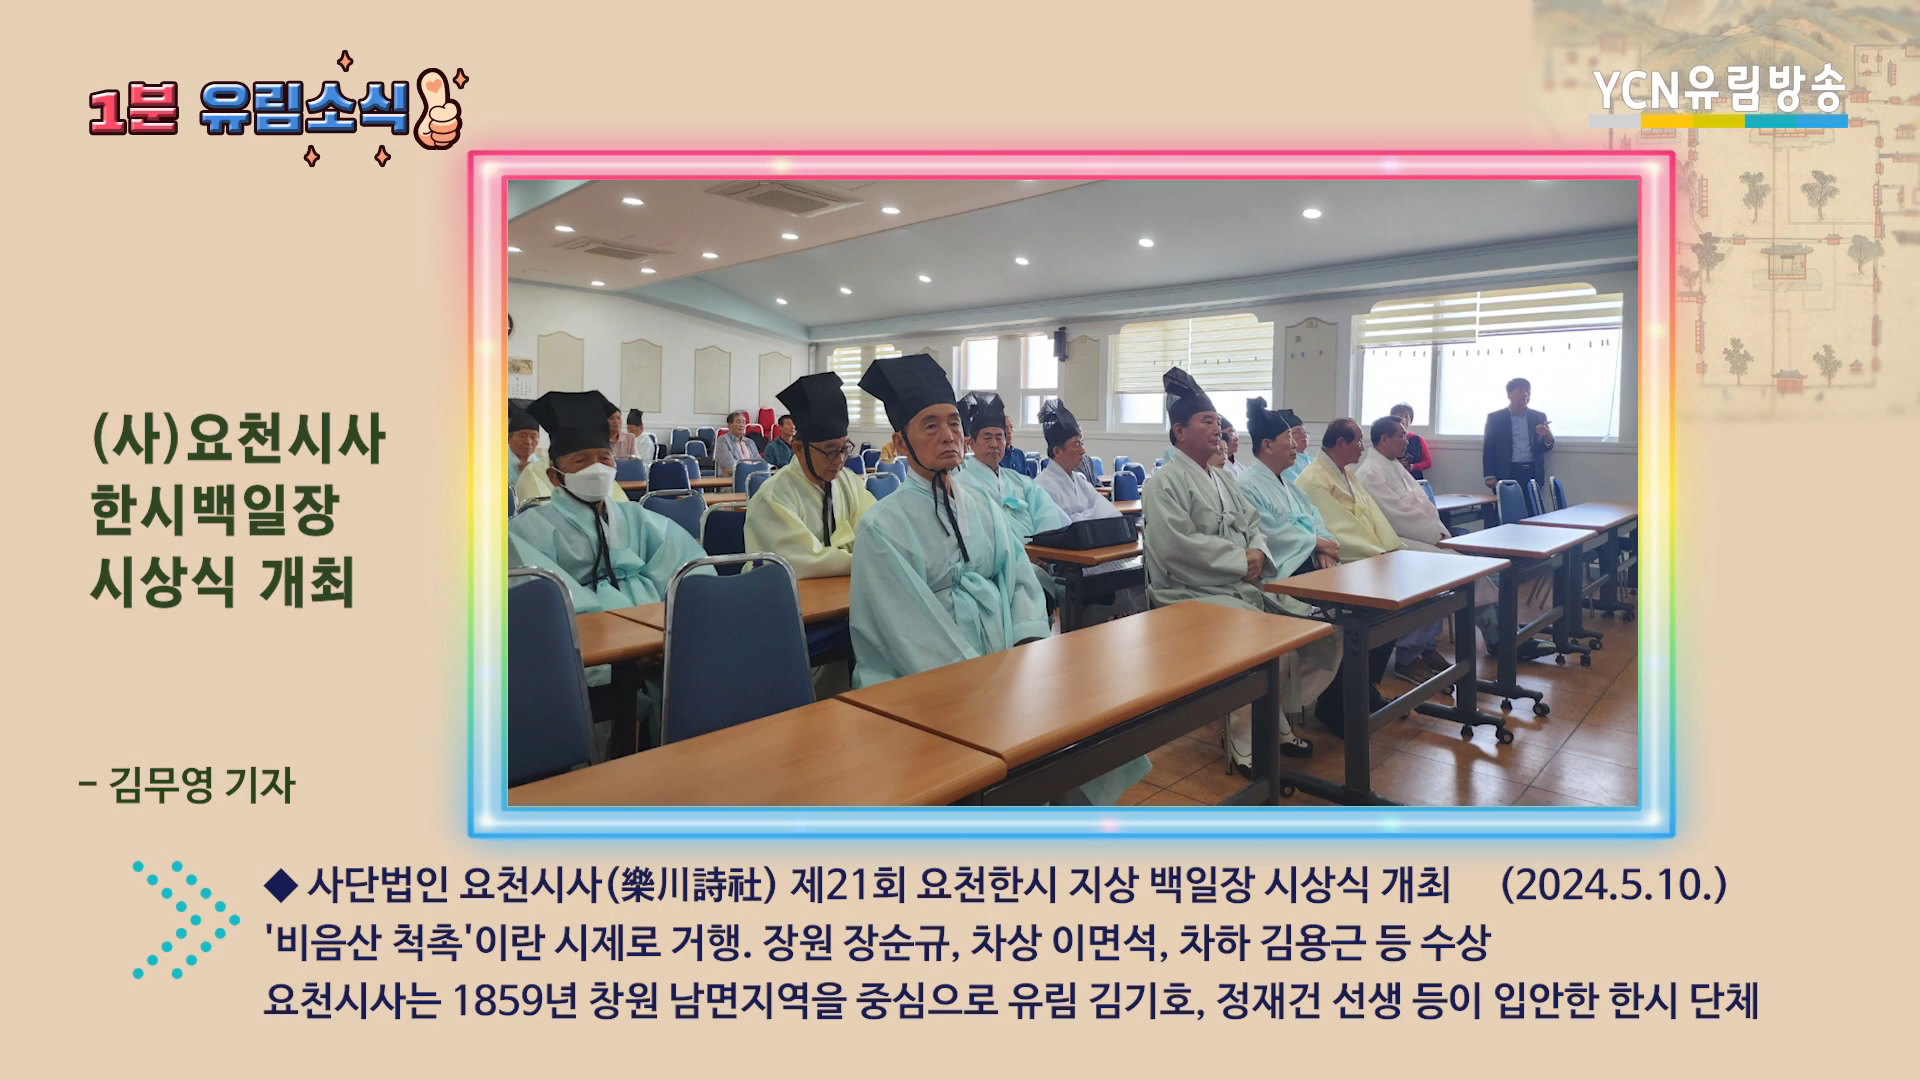 1분 유림소식
YCN유림방송
(사)요천시사
한시백일장
시상식 개최
- 김무영 기자
◆ 사단법인 요천시사(樂川詩社) 제21회 요천한시 지상 백일장 시상식 개최 (2024.5.10.)
'비음산 척촉'이란 시제로 거행. 장원 장순규, 차상 이면석, 차하 김용근 등 수상
요천시사는 1859년 창원 남면지역을 중심으로 유림 김기호, 정재건 선생 등이 입안한 한시 단체